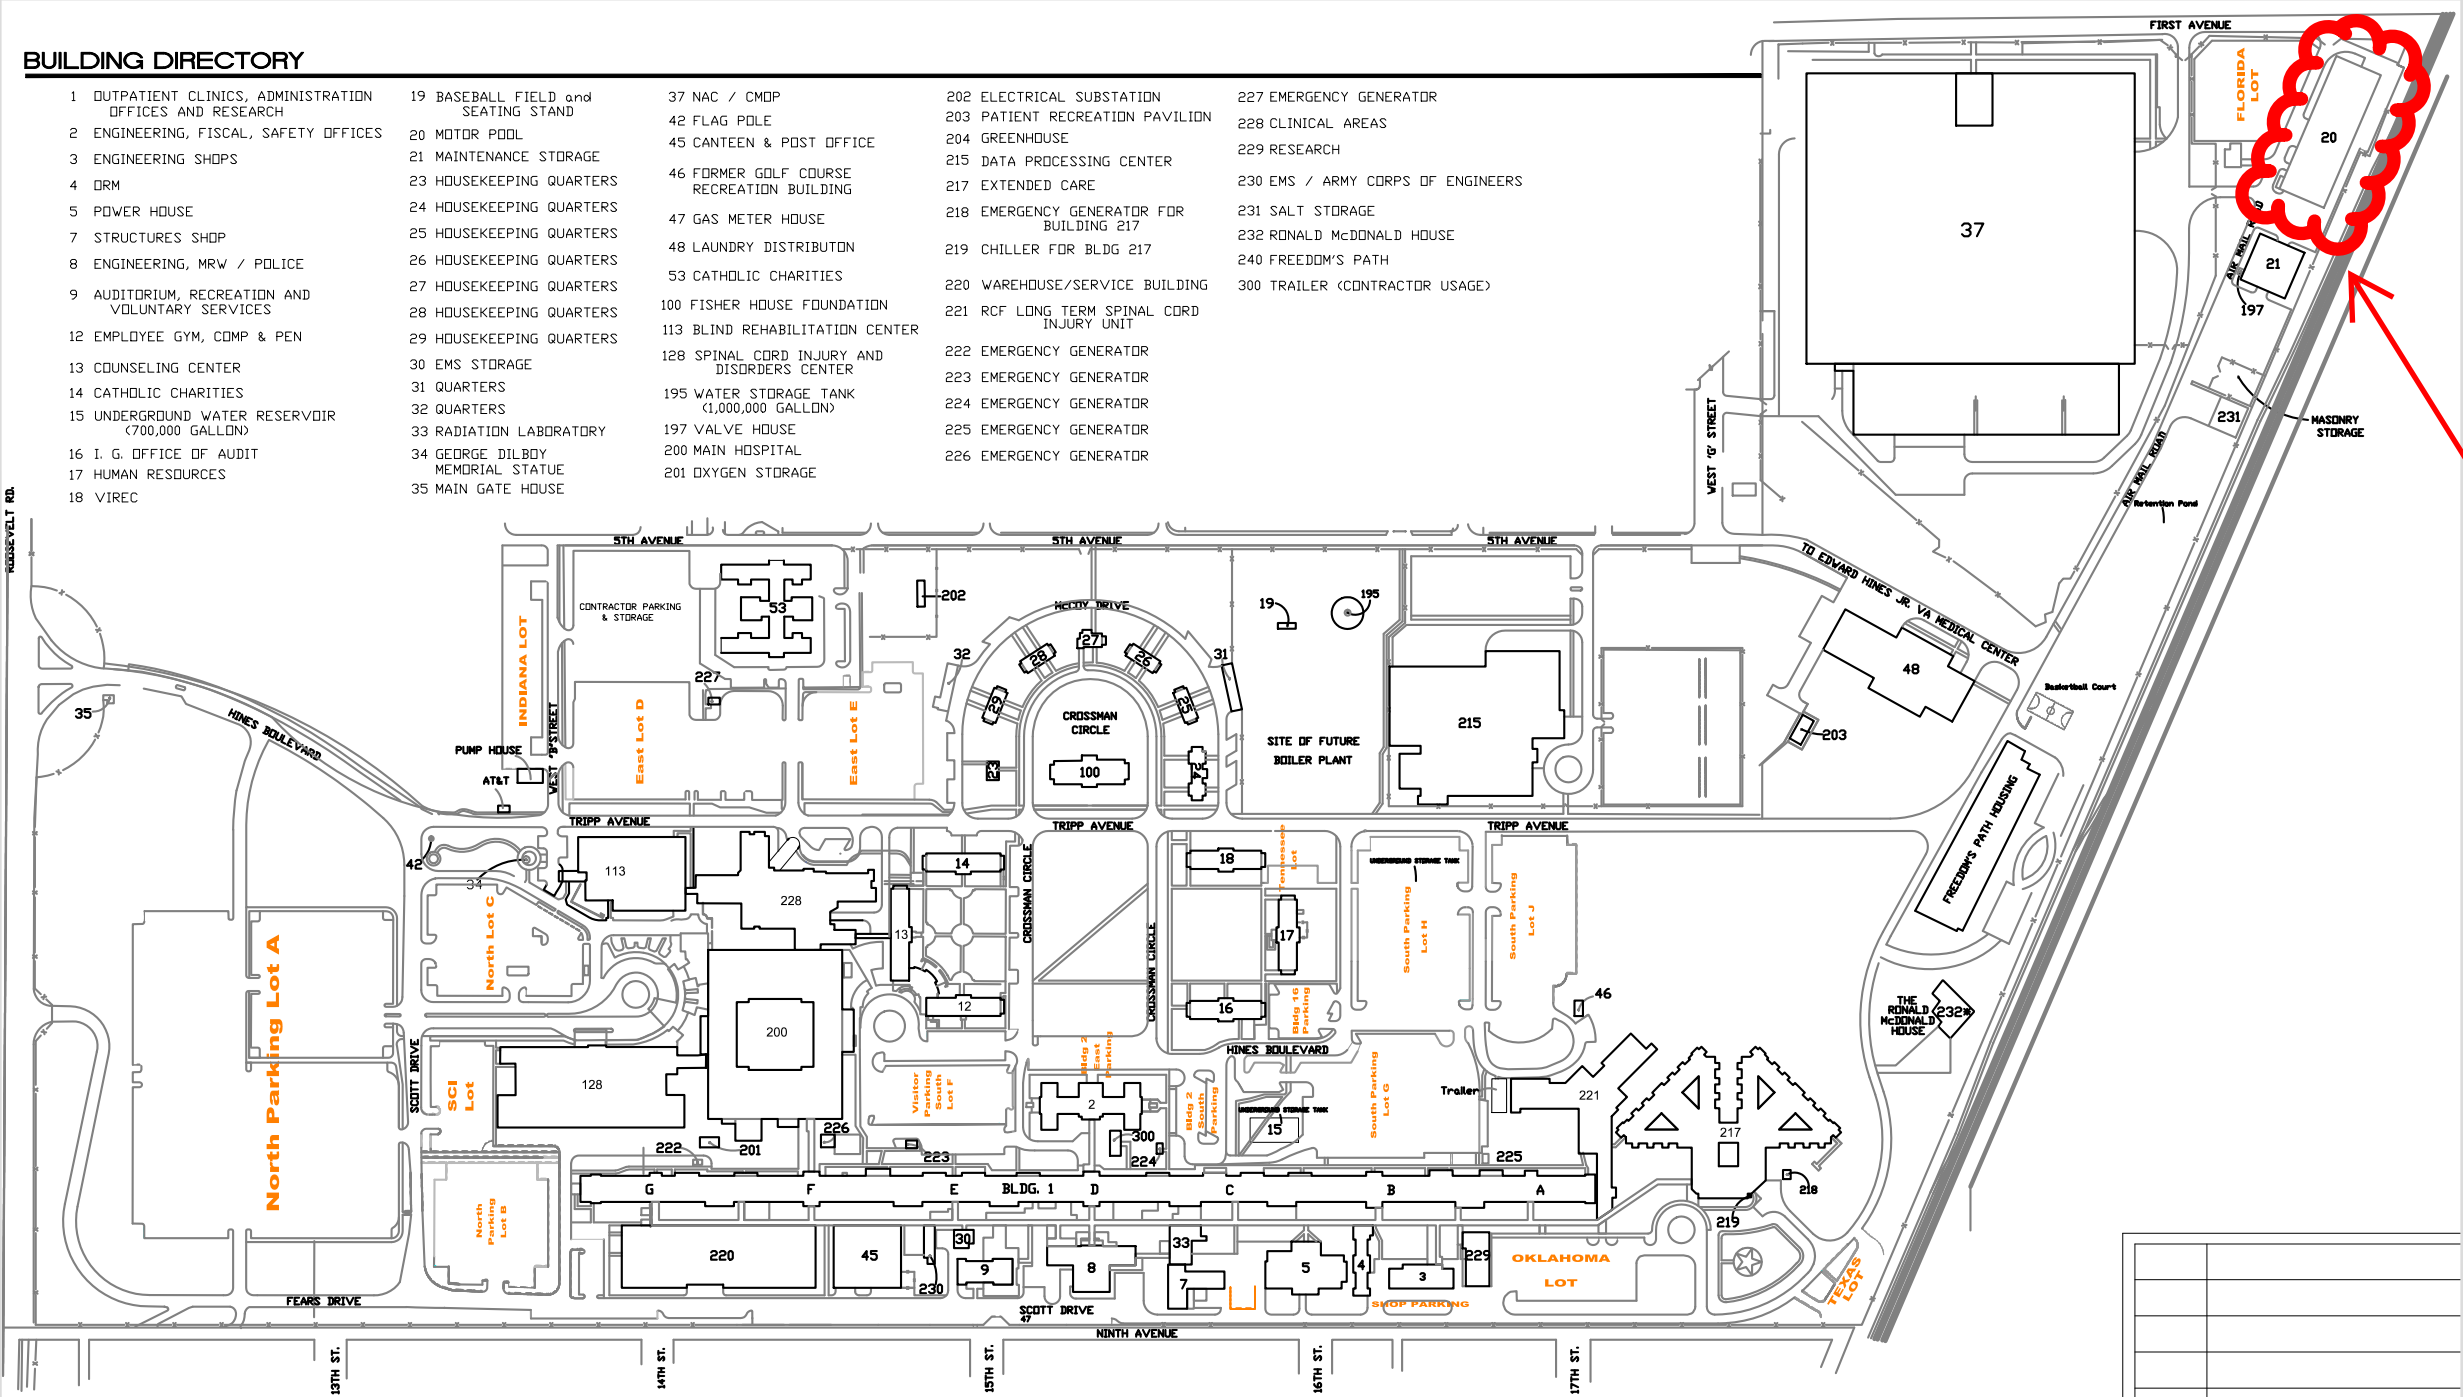 BUILDING DIRECTORY
1 OUTPATIENT CLINICS, ADMINISTRATION
OFFICES AND RESEARCH
2 ENGINEERING, FISCAL, SAFETY OFFICES
3 ENGINEERING SHOPS
4 ORM
5 POWER HOUSE
7 STRUCTURES SHOP
8 ENGINEERING, MRW / POLICE
9 AUDITORIUM, RECREATION AND
VOLUNTARY SERVICES
12 EMPLOYEE GYM, COMP & PEN
13 COUNSELING CENTER
14 CATHOLIC CHARITIES
15 UNDERGROUND WATER RESERVOIR
(700,000 GALLON)
16 I. G. OFFICE OF AUDIT
17 HUMAN RESOURCES
18 VIREC
19 BASEBALL FIELD and
SEATING STAND
20 MOTOR POOL
21 MAINTENANCE STORAGE
23 HOUSEKEEPING QUARTERS
24 HOUSEKEEPING QUARTERS
25 HOUSEKEEPING QUARTERS
26 HOUSEKEEPING QUARTERS
27 HOUSEKEEPING QUARTERS
28 HOUSEKEEPING QUARTERS
29 HOUSEKEEPING QUARTERS
30 EMS STORAGE
31 QUARTERS
32 QUARTERS
33 RADIATION LABORATORY
34 GEORGE DILBOY
MEMORIAL STATUE
35 MAIN GATE HOUSE
37 NAC / CMOP
42 FLAG POLE
45 CANTEEN & POST OFFICE
46 FORMER GOLF COURSE
RECREATION BUILDING
47 GAS METER HOUSE
48 LAUNDRY DISTRIBUTON
53 CATHOLIC CHARITIES
100 FISHER HOUSE FOUNDATION
113 BLIND REHABILITATION CENTER
128 SPINAL CORD INJURY AND
DISORDERS CENTER
195 WATER STORAGE TANK
(1,000,000 GALLON)
197 VALVE HOUSE
200 MAIN HOSPITAL
201 OXYGEN STORAGE
202 ELECTRICAL SUBSTATION
203 PATIENT RECREATION PAVILION
204 GREENHOUSE
215 DATA PROCESSING CENTER
217 EXTENDED CARE
218 EMERGENCY GENERATOR FOR
BUILDING 217
219 CHILLER FOR BLDG 217
220 WAREHOUSE/SERVICE BUILDING
221 RCF LONG TERM SPINAL CORD
INJURY UNIT
222 EMERGENCY GENERATOR
223 EMERGENCY GENERATOR
224 EMERGENCY GENERATOR
225 EMERGENCY GENERATOR
226 EMERGENCY GENERATOR
227 EMERGENCY GENERATOR
228 CLINICAL AREAS
229 RESEARCH
230 EMS / ARMY CORPS OF ENGINEERS
231 SALT STORAGE
232 RONALD McDONALD HOUSE
240 FREEDOM'S PATH
300 TRAILER (CONTRACTOR USAGE)
FIRST AVENUE
FLORIDA
LOT
20
37
AIR MAIL
21
197
231
MASONRY
STORAGE
WEST 'G' STREET
AIR MAIL ROAD
Retention Pond
ROOSEVELT RD.
5TH AVENUE
5TH AVENUE
5TH AVENUE
TO EDWARD HINES JR. VA MEDICAL CENTER
CONTRACTOR PARKING
& STORAGE
53
202
McCOY DRIVE
19
195
27
28
26
32
31
29
25
227
INDIANA LOT
East Lot D
East Lot E
CROSSMAN
CIRCLE
23
100
24
SITE OF FUTURE
BOILER PLANT
215
48
Basketball Court
203
35
HINES BOULEVARD
PUMP HOUSE
AT&T
WEST 'B'STREET
TRIPP AVENUE
TRIPP AVENUE
TRIPP AVENUE
FREEDOM'S PATH HOUSING
42
34
113
228
14
13
12
CROSSMAN CIRCLE
CROSSMAN CIRCLE
18
17
16
Tennessee
Lot
UNDERGROUND STORAGE TANK
South Parking
Lot H
South Parking
Lot J
Bldg 16
Parking
46
North Lot C
North Parking Lot A
200
THE
RONALD
McDONALD
HOUSE
232*
SCOTT DRIVE
SCI
Lot
128
Visitor
Parking
South
Lot F
Bldg 2
East
Parking
2
HINES BOULEVARD
Bldg 2
South
Parking
UNDERGROUND STORAGE TANK
15
South Parking
Lot G
Trailer
221
217
222
201
226
223
300
224
225
218
219
G
F
E
BLDG. 1
D
C
B
A
North
Parking
Lot B
220
45
230
30
9
8
33
7
5
4
3
229
SHOP PARKING
OKLAHOMA
LOT
TEXAS
LOT
FEARS DRIVE
SCOTT DRIVE
47
NINTH AVENUE
13TH ST.
14TH ST.
15TH ST.
16TH ST.
17TH ST.